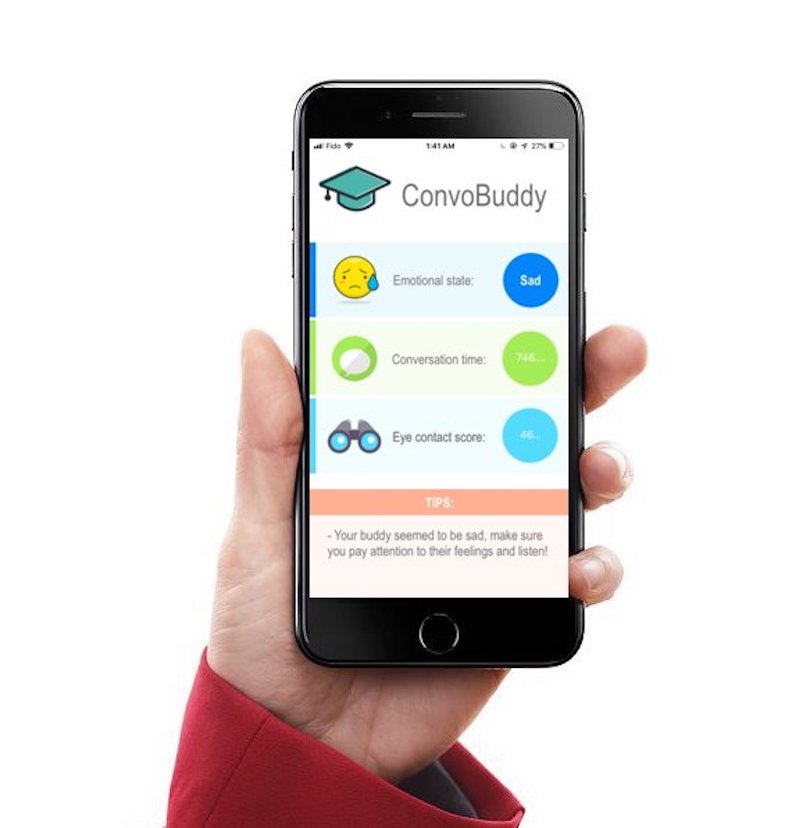 Fido 1:41 AM 27%
ConvoBuddy
Emotional state: Sad
Conversation time: 746...
Eye contact score: 46...
TIPS:
- Your buddy seemed to be sad, make sure
you pay attention to their feelings and listen!